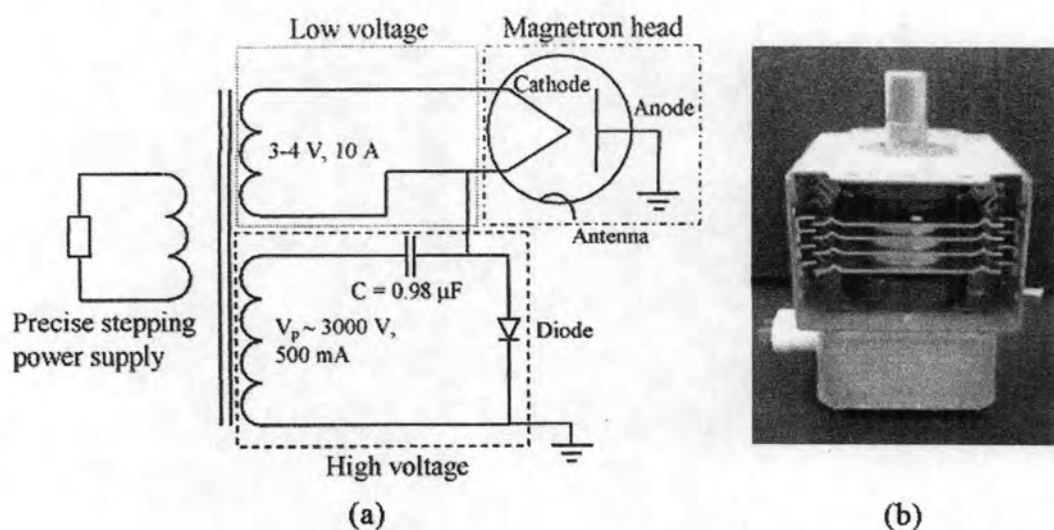 Low voltage
Magnetron head
Cathode
Anode
3-4 V, 10 A
Antenna
C = 0.98 μF
Precise stepping
power supply
V_p ~ 3000 V,
500 mA
Diode
High voltage
(a)
(b)